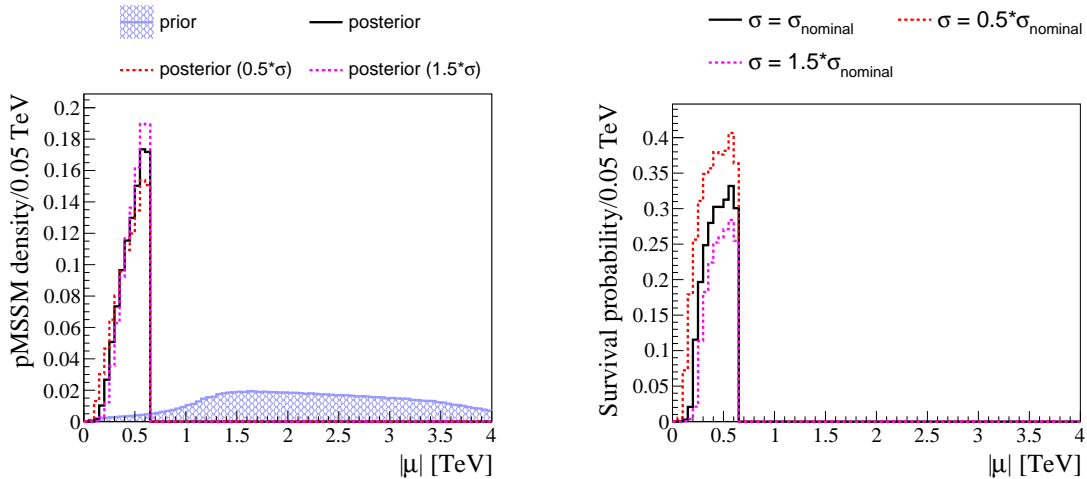 prior
posterior
posterior (0.5*σ)
posterior (1.5*σ)
pMSSM density/0.05 TeV
0.2
0.18
0.16
0.14
0.12
0.1
0.08
0.06
0.04
0.02
0
0 0.5 1 1.5 2 2.5 3 3.5 4
|μ| [TeV]
σ = σnominal
σ = 0.5*σnominal
σ = 1.5*σnominal
Survival probability/0.05 TeV
0.4
0.35
0.3
0.25
0.2
0.15
0.1
0.05
0
0 0.5 1 1.5 2 2.5 3 3.5 4
|μ| [TeV]